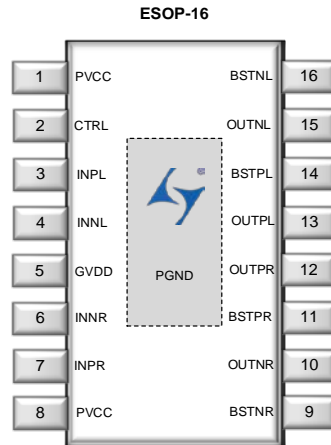 ESOP-16
1 PVCC BSTNL 16
2 CTRL OUTNL 15
3 INPL BSTPL 14
4 INNL OUTPL 13
5 GVDD PGND OUTPR 12
6 INNR BSTPR 11
7 INPR OUTNR 10
8 PVCC BSTNR 9